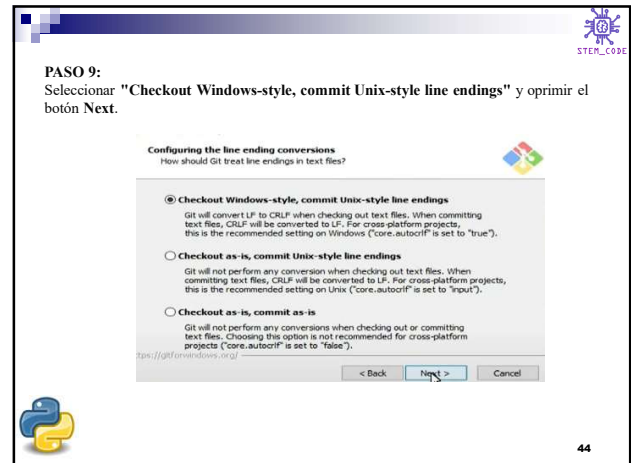 STEM_CODE
PASO 9:
Seleccionar "Checkout Windows-style, commit Unix-style line endings" y oprimir el
botón Next.
Configuring the line ending conversions
How should Git treat line endings in text files?
Checkout Windows-style, commit Unix-style line endings
Git will convert LF to CRLF when checking out text files. When committing
text files, CRLF will be converted to LF. For cross-platform projects,
this is the recommended setting on Windows ("core.autocrlf" is set to "true").
Checkout as-is, commit Unix-style line endings
Git will not perform any conversion when checking out text files. When
committing text files, CRLF will be converted to LF. For cross-platform projects,
this is the recommended setting on Unix ("core.autocrlf" is set to "input").
Checkout as-is, commit as-is
Git will not perform any conversions when checking out or committing
text files. Choosing this option is not recommended for cross-platform
projects ("core.autocrlf" is set to "false").
tps://gitforwindows.org/
< Back Next > Cancel
44